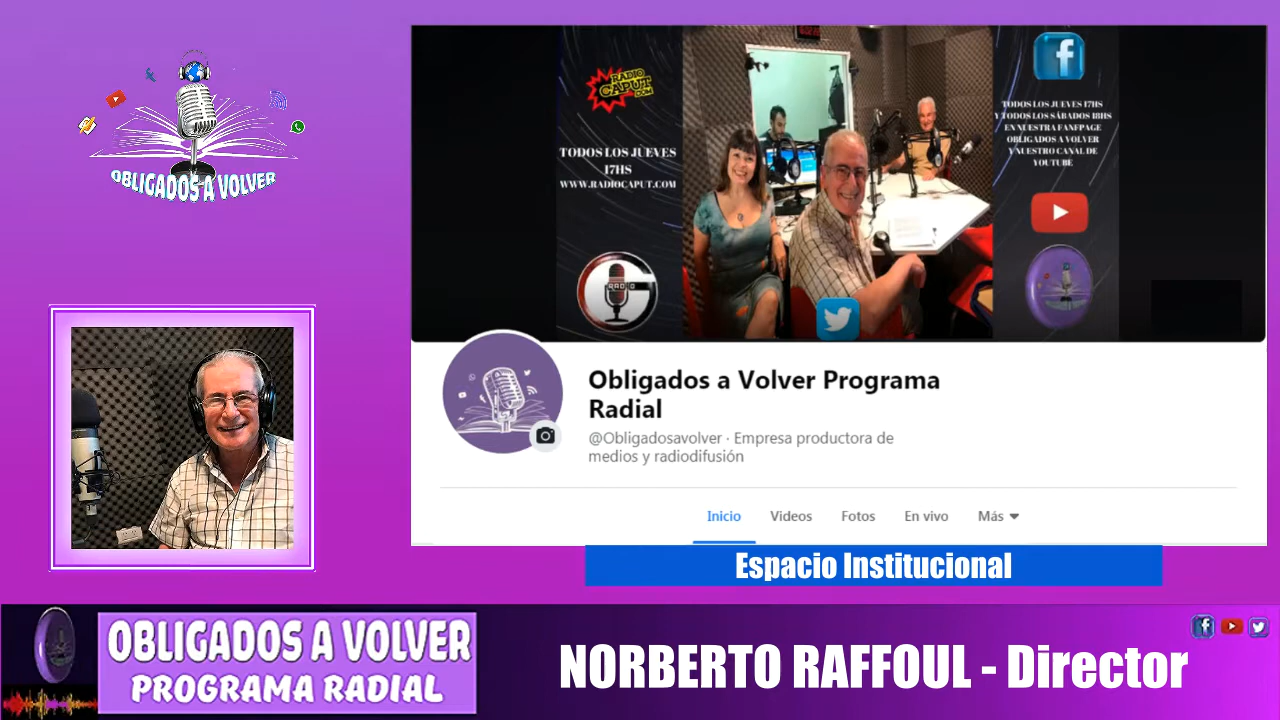 OBLIGADOS A VOLVER
RADIO
CAPUT
.COM
TODOS LOS JUEVES
17HS
WWW.RADIOCAPUT.COM
RADIO
TODOS LOS JUEVES 17HS
Y TODOS LOS SÁBADOS 18HS
EN NUESTRA FANFPAGE
OBLIGADOS A VOLVER
Y NUESTRO CANAL DE
YOUTUBE
Obligados a Volver Programa
Radial
@Obligadosavolver · Empresa productora de
medios y radiodifusión
Inicio Videos Fotos En vivo Más
Espacio Institucional
OBLIGADOS A VOLVER
PROGRAMA RADIAL
NORBERTO RAFFOUL - Director